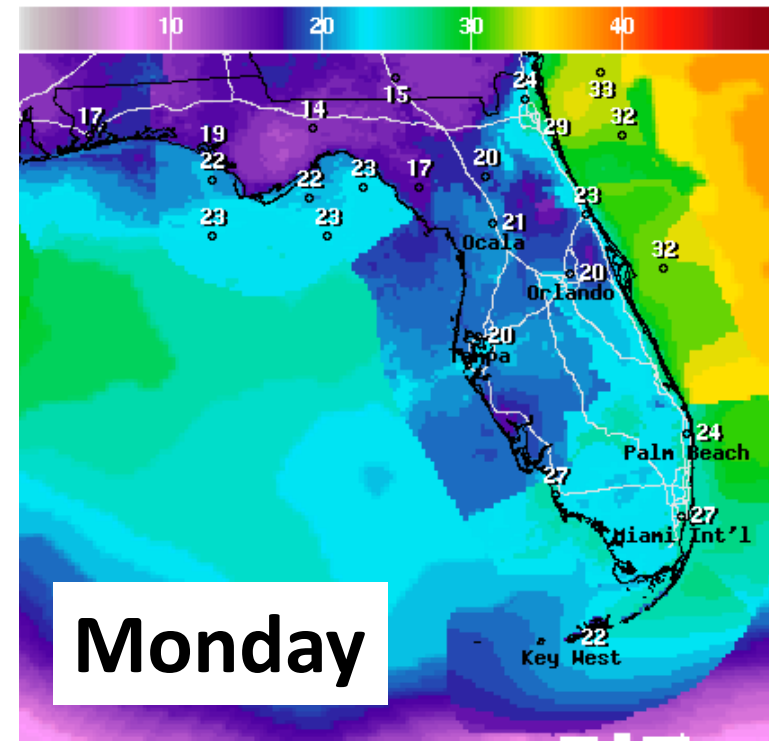 10 20 30 40
24
15 33
17 14 32
19 29
22 23 17 20
22
23 23 21 23
Ocala
32
20
Orlando
20
Tampa
24
Palm Beach
27
27
Miami Int'l
Monday
22
Key West